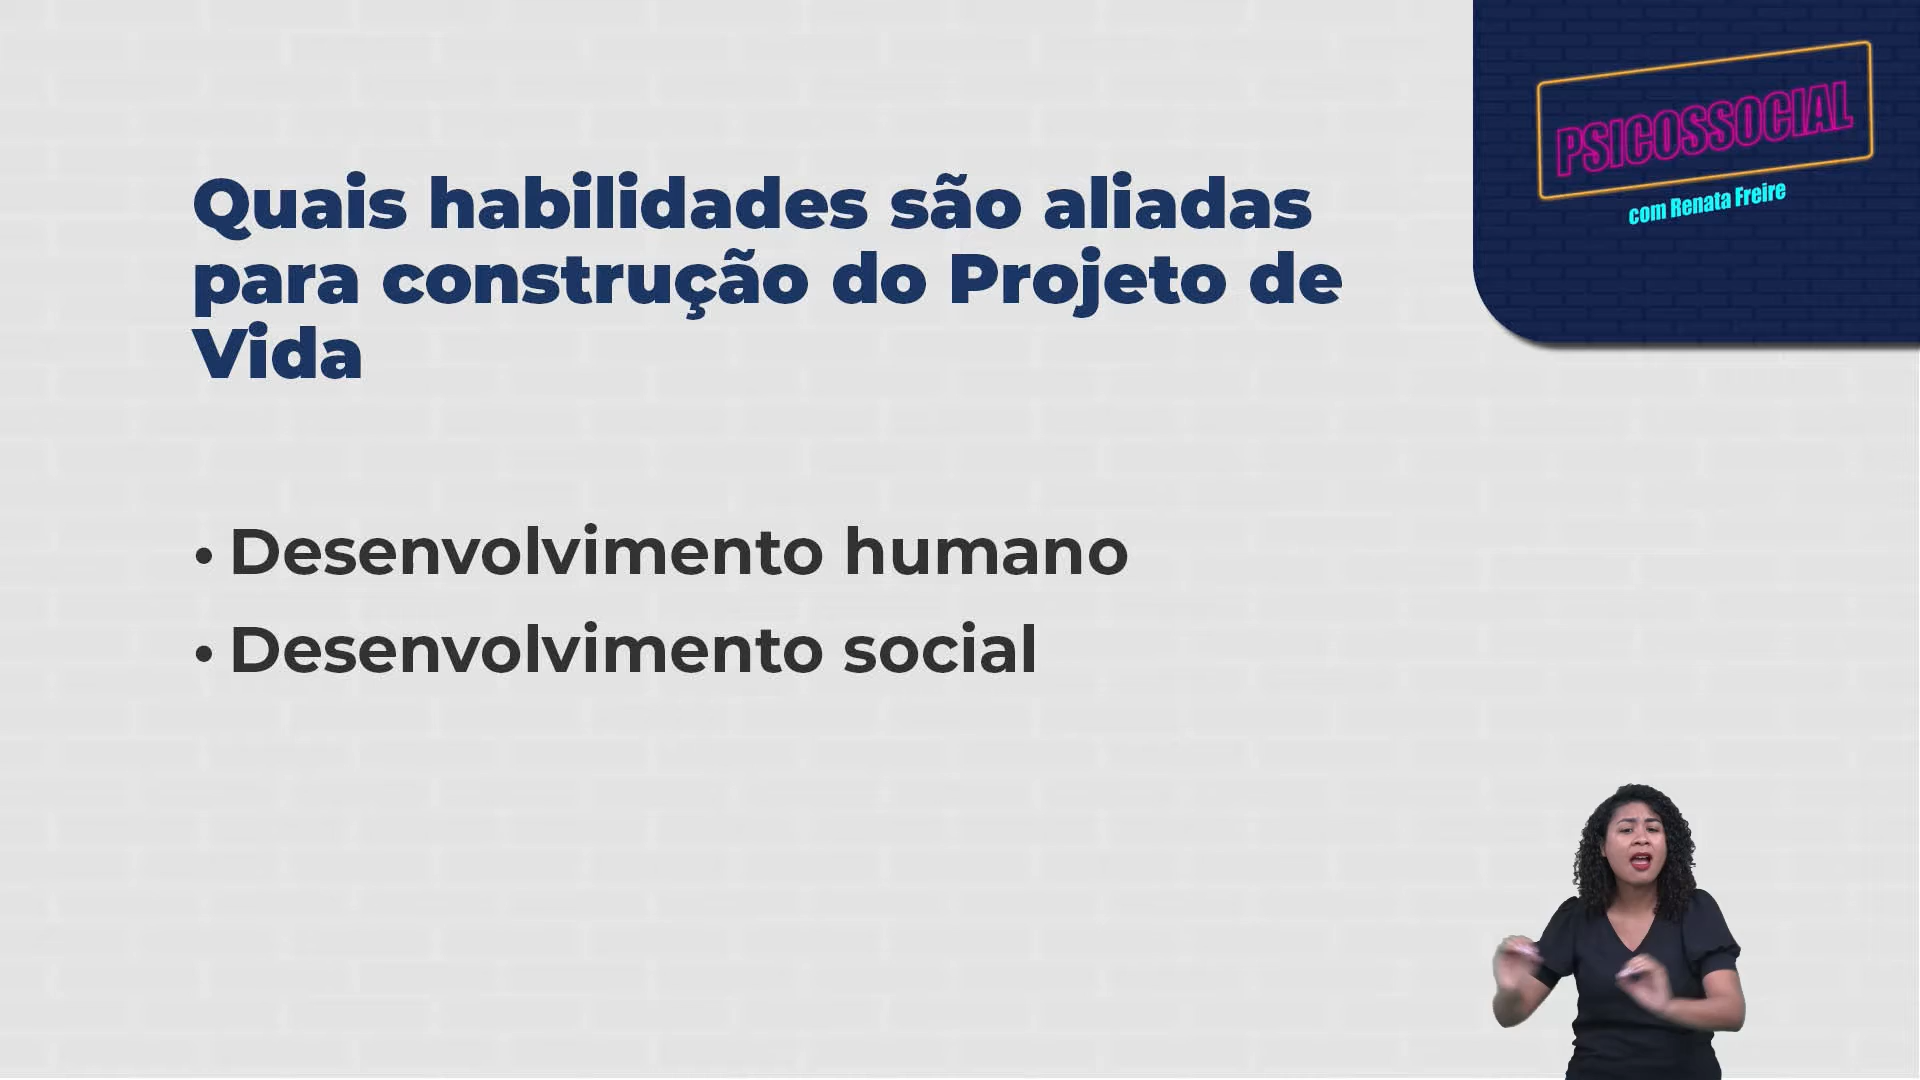 Quais habilidades são aliadas
para construção do Projeto de
Vida
• Desenvolvimento humano
• Desenvolvimento social
PSICOSSOCIAL
com Renata Freire